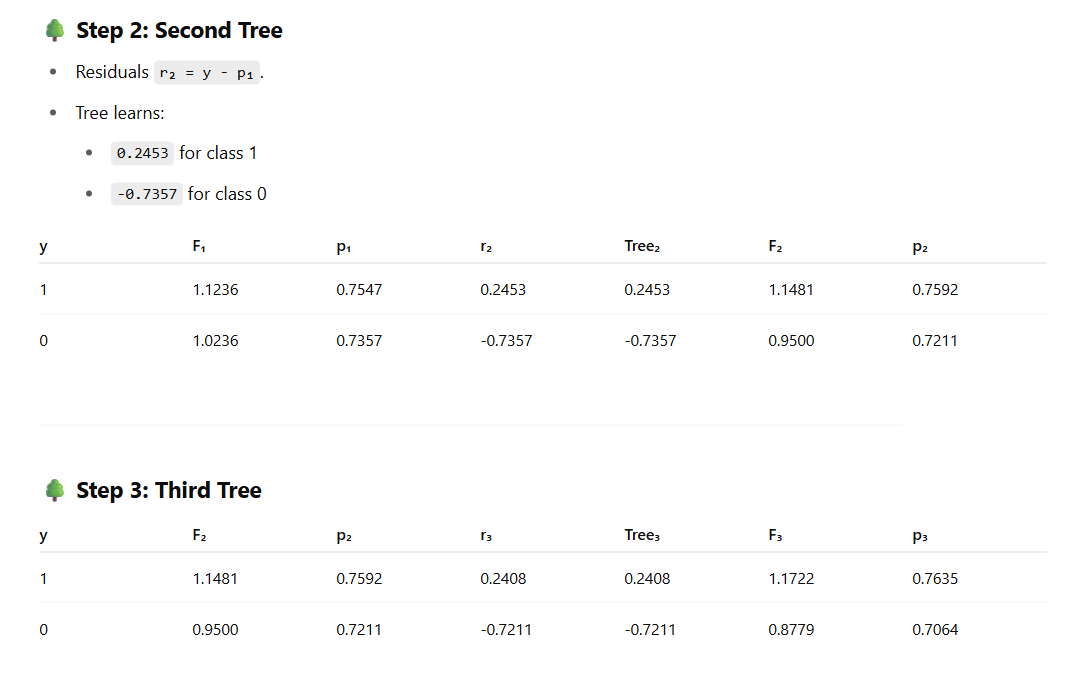 🌳 Step 2: Second Tree
• Residuals r₂ = y - p₁ .
• Tree learns:
• 0.2453 for class 1
• -0.7357 for class 0
y F₁ p₁ r₂ Tree₂ F₂ p₂
1 1.1236 0.7547 0.2453 0.2453 1.1481 0.7592
0 1.0236 0.7357 -0.7357 -0.7357 0.9500 0.7211
🌳 Step 3: Third Tree
y F₂ p₂ r₃ Tree₃ F₃ p₃
1 1.1481 0.7592 0.2408 0.2408 1.1722 0.7635
0 0.9500 0.7211 -0.7211 -0.7211 0.8779 0.7064